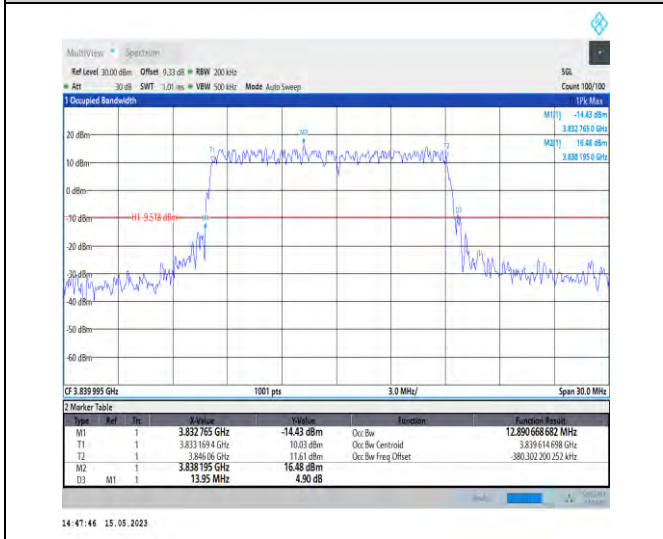 MultiView Spectrum
Ref Level 30.00 dBm Offset 9.33 dB RBW 200 kHz SGL
Att 30 dB SWT 1.01 ms VBW 500 kHz Mode Auto Sweep Count 100/100
1 Occupied Bandwidth 1Pk Max
M1[1] -14.43 dBm
3.832 765 0 GHz
20 dBm
M2[1] 16.48 dBm
3.838 195 0 GHz
M2
T1
T2
10 dBm
0 dBm
-10 dBm
H1 -9.518 dBm
D3
-20 dBm
-30 dBm
-40 dBm
-50 dBm
-60 dBm
CF 3.839 995 GHz 1001 pts 3.0 MHz/ Span 30.0 MHz
2 Marker Table
Type Ref Trc X-Value Y-Value Function Function Result
M1 1 3.832 765 GHz -14.43 dBm Occ Bw 12.890 668 682 MHz
T1 1 3.833 169 4 GHz 10.03 dBm Occ Bw Centroid 3.839 614 698 GHz
T2 1 3.846 06 GHz 11.61 dBm Occ Bw Freq Offset -380.302 200 252 kHz
M2 1 3.838 195 GHz 16.48 dBm
D3 M1 1 13.95 MHz 4.90 dB
14:47:46 15.05.2023